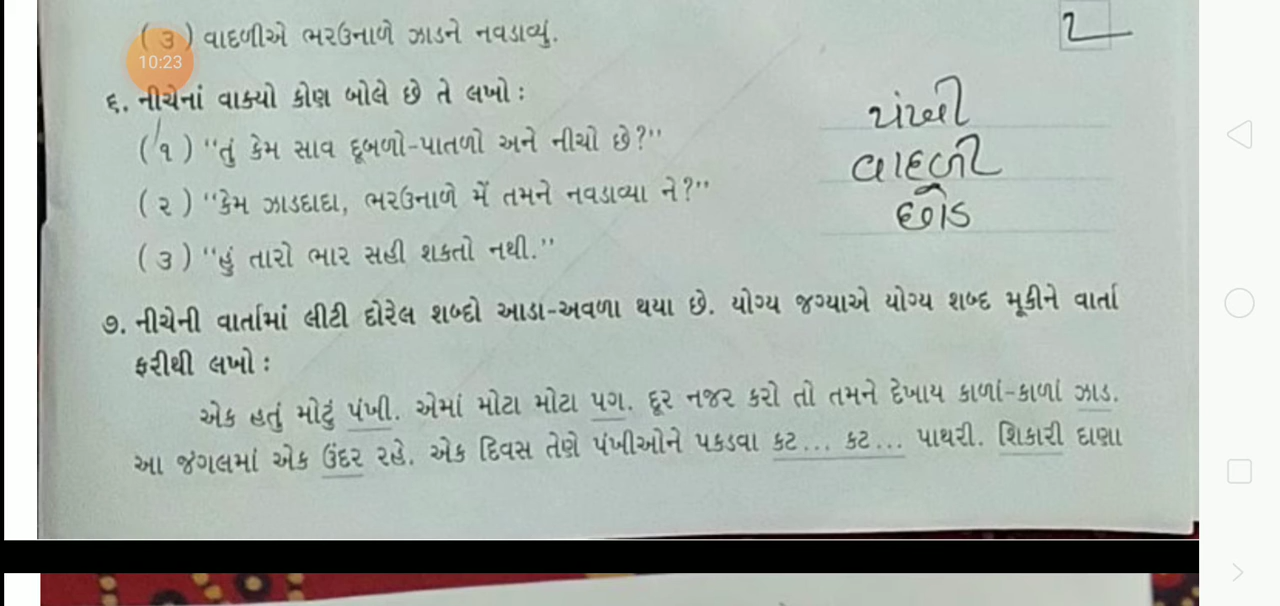 (૩) વાદળીએ ભરઉનાળે ઝાડને નવડાવ્યું.
2
10:23
૬. નીચેનાં વાક્યો કોણ બોલે છે તે લખો :
(૧) "તું કેમ સાવ દૂબળો-પાતળો અને નીચો છે?"
પંખી
(૨) "કેમ ઝાડદાદા, ભરઉનાળે મેં તમને નવડાવ્યા ને?"
વાદળી
(૩) "હું તારો ભાર સહી શકતો નથી."
છોડ
૭. નીચેની વાર્તામાં લીટી દોરેલ શબ્દો આડા-અવળા થયા છે. યોગ્ય જગ્યાએ યોગ્ય શબ્દ મૂકીને વાર્તા
ફરીથી લખો :
એક હતું મોટું પંખી. એમાં મોટા મોટા પગ. દૂર નજર કરો તો તમને દેખાય કાળાં-કાળાં ઝાડ.
આ જંગલમાં એક ઉંદર રહે. એક દિવસ તેણે પંખીઓને પકડવા કટ... કટ... પાથરી. શિકારી દાણા